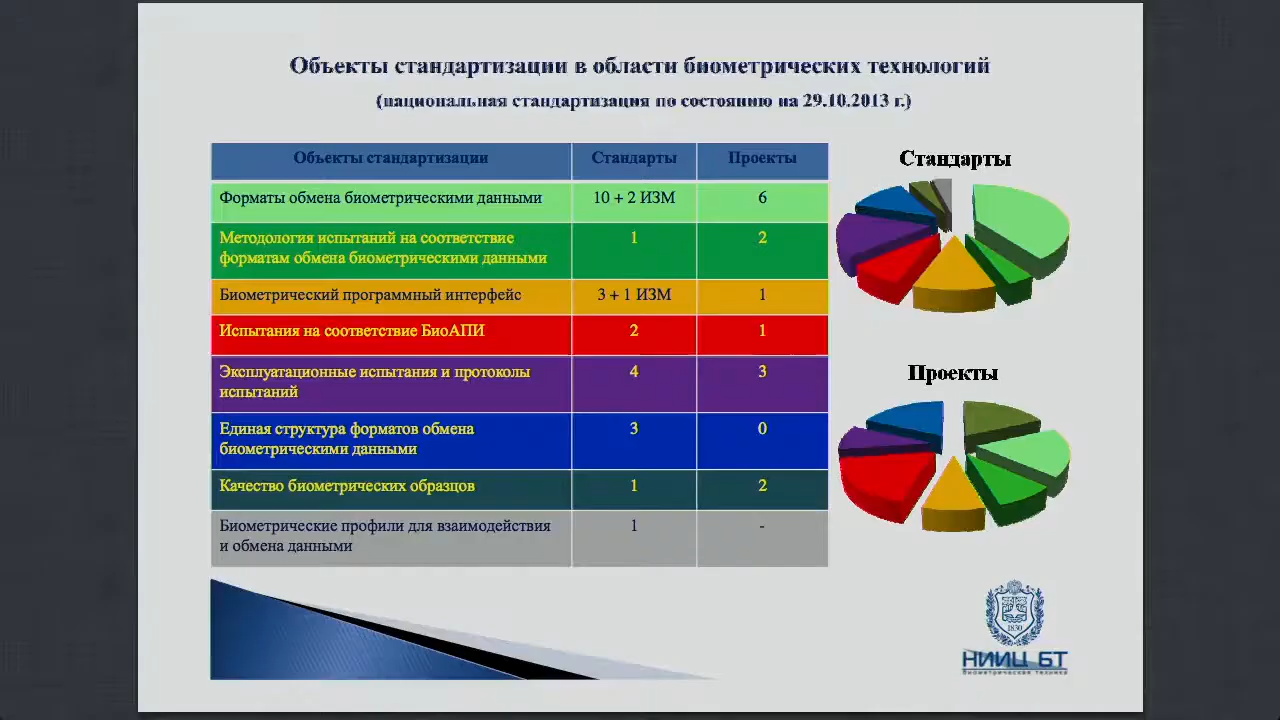 Объекты стандартизации в области биометрических технологий
(национальная стандартизация по состоянию на 29.10.2013 г.)
Объекты стандартизации Стандарты Проекты
Форматы обмена биометрическими данными 10 + 2 ИЗМ 6
Методология испытаний на соответствие 1 2
форматам обмена биометрическими данными
Биометрический программный интерфейс 3 + 1 ИЗМ 1
Испытания на соответствие БиоАПИ 2 1
Эксплуатационные испытания и протоколы 4 3
испытаний
Единая структура форматов обмена 3 0
биометрическими данными
Качество биометрических образцов 1 2
Биометрические профили для взаимодействия 1 -
и обмена данными
Стандарты
Проекты
1830
НИИЦ БТ
биометрическая техника